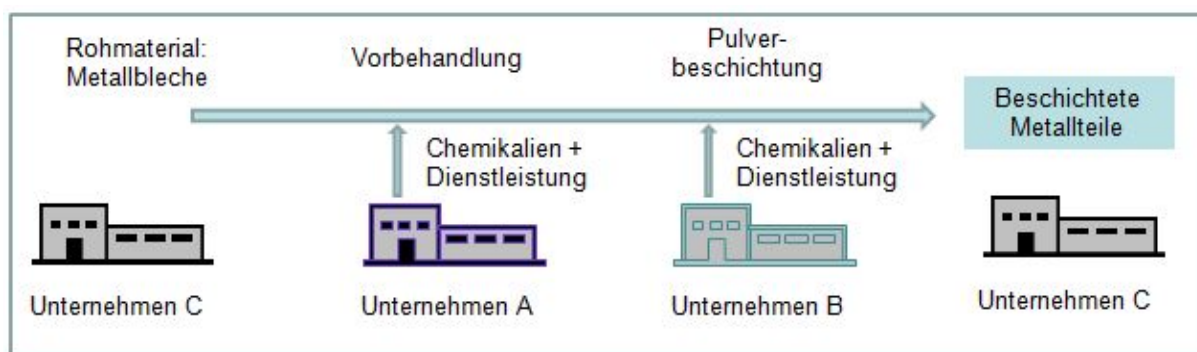 Rohmaterial:
Metallbleche
Vorbehandlung
Pulver-
beschichtung
Beschichtete
Metallteile
Chemikalien +
Dienstleistung
Chemikalien +
Dienstleistung
Unternehmen C
Unternehmen A
Unternehmen B
Unternehmen C